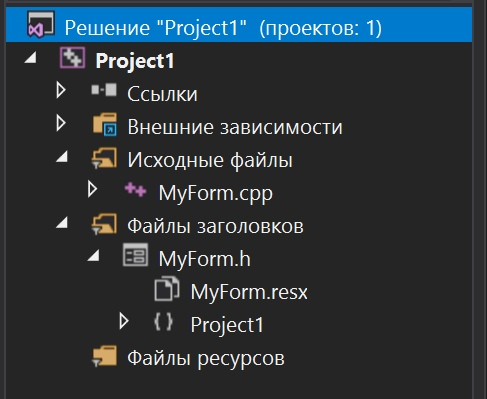 Решение "Project1" (проектов: 1)
Project1
Ссылки
Внешние зависимости
Исходные файлы
MyForm.cpp
Файлы заголовков
MyForm.h
MyForm.resx
Project1
Файлы ресурсов